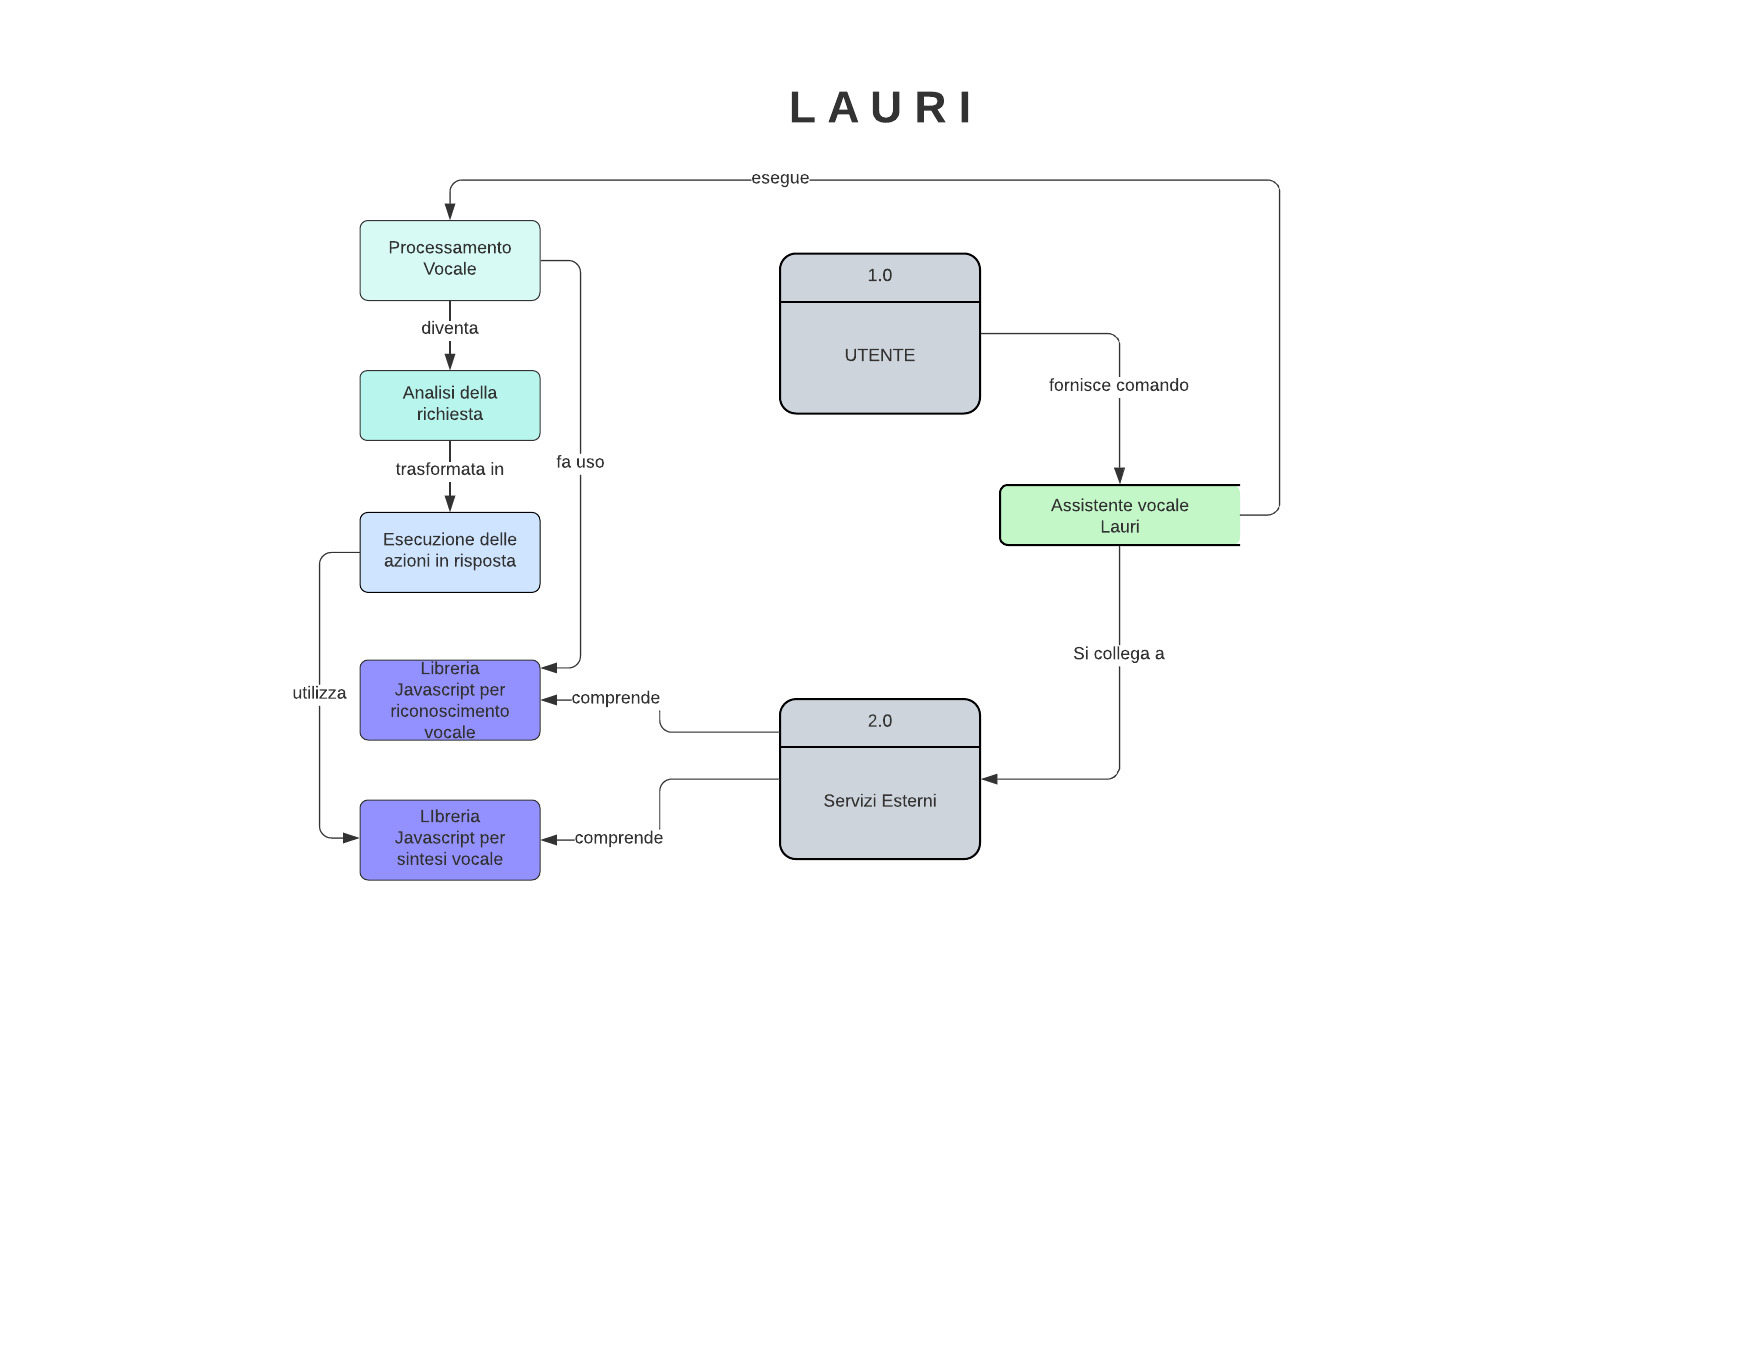 LAURI
esegue
Processamento
Vocale
diventa
Analisi della
richiesta
trasformata in
Esecuzione delle
azioni in risposta
utilizza
fa uso
Libreria
Javascript per
riconoscimento
vocale
LIbreria
Javascript per
sintesi vocale
comprende
comprende
1.0
UTENTE
fornisce comando
Assistente vocale
Lauri
Si collega a
2.0
Servizi Esterni